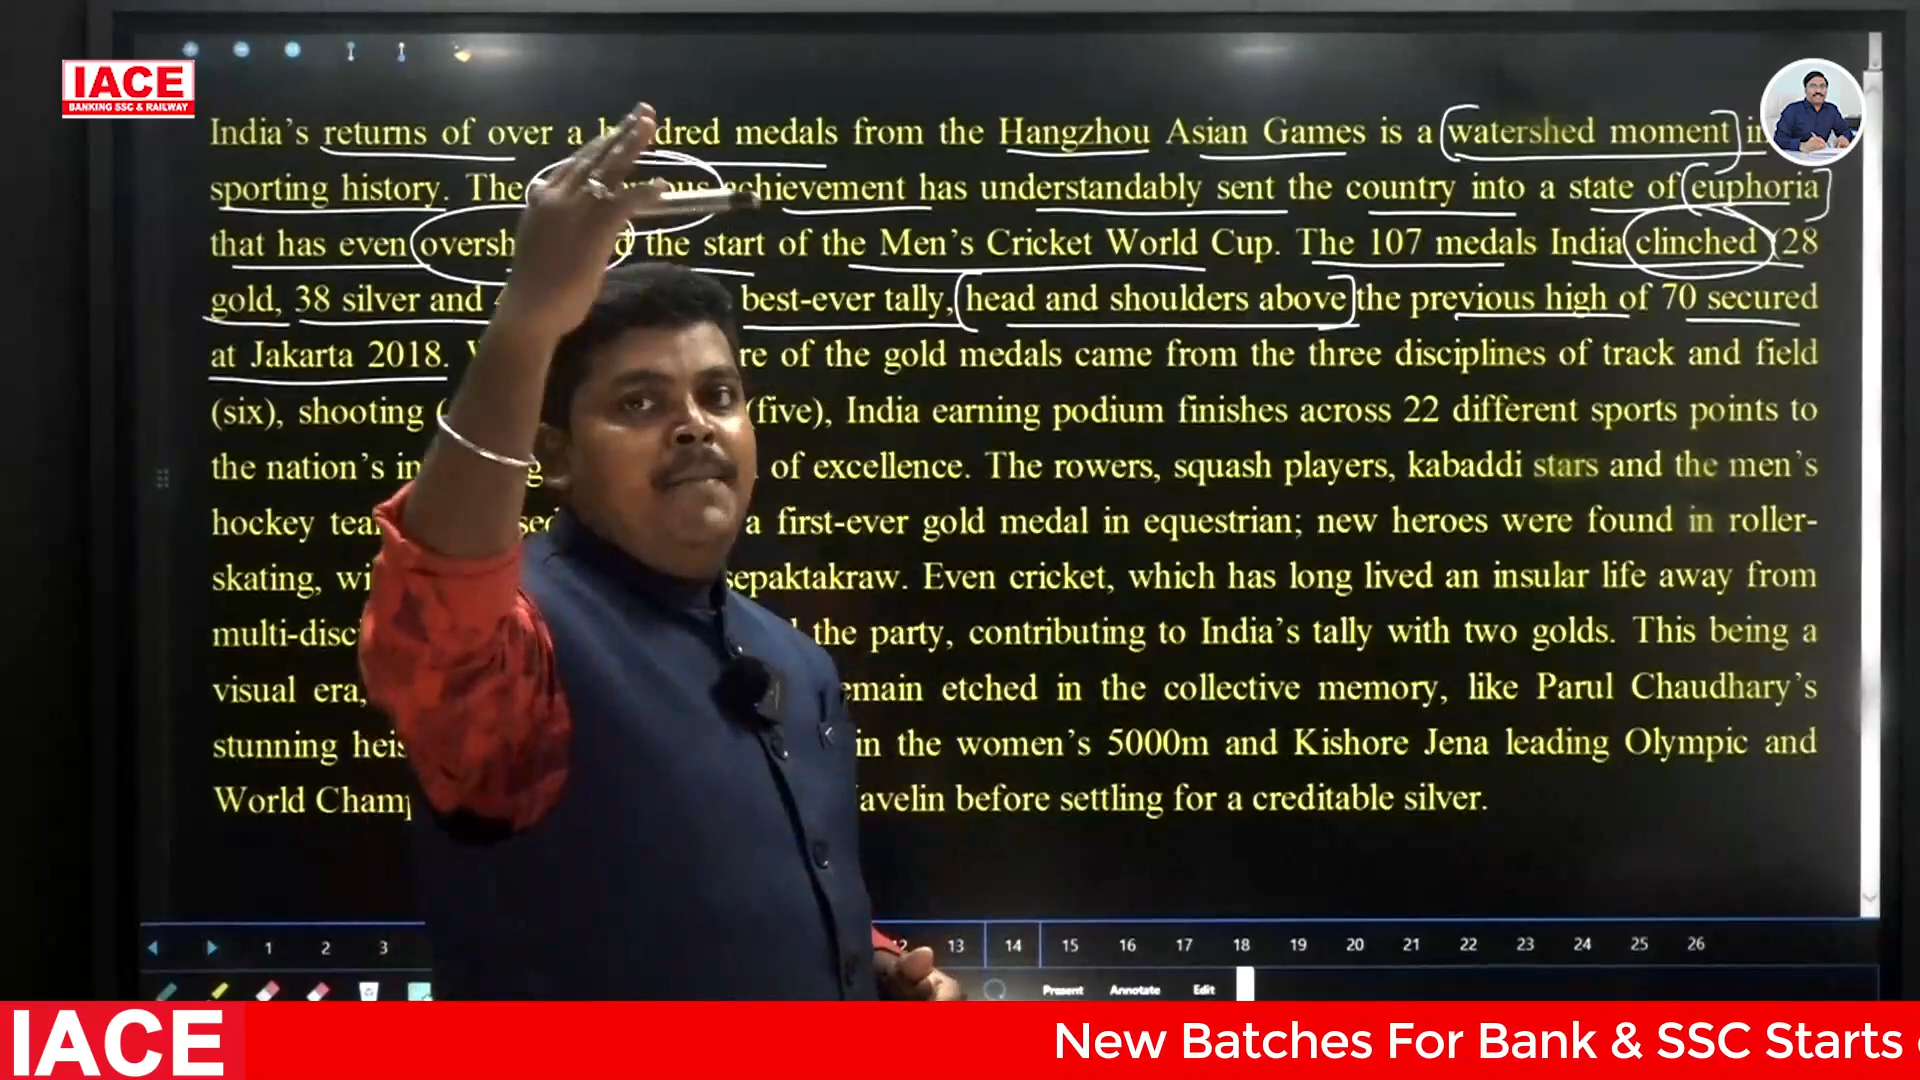 IACE
BANKING SSC & RAILWAY
India's returns of over a medals from the Hangzhou Asian Games is a watershed moment
sporting history. The achievement has understandably sent the country into a state of euphoria
that has even the start of the Men's Cricket World Cup. The 107 medals India clinched (28
gold, 38 silver and best-ever tally, head and shoulders above the previous high of 70 secured
at Jakarta 2018. of the gold medals came from the three disciplines of track and field
(six), shooting (five), India earning podium finishes across 22 different sports points to
the nation's of excellence. The rowers, squash players, kabaddi stars and the men's
hockey a first-ever gold medal in equestrian; new heroes were found in roller-
skating, sepaktakraw. Even cricket, which has long lived an insular life away from
the party, contributing to India's tally with two golds. This being a
visual era, etched in the collective memory, like Parul Chaudhary's
stunning in the women's 5000m and Kishore Jena leading Olympic and
World before settling for a creditable silver.
1 2 3 13 14 15 16 17 18 19 20 21 22 23 24 25 26
Present Annotate Edit
IACE New Batches For Bank & SSC Starts